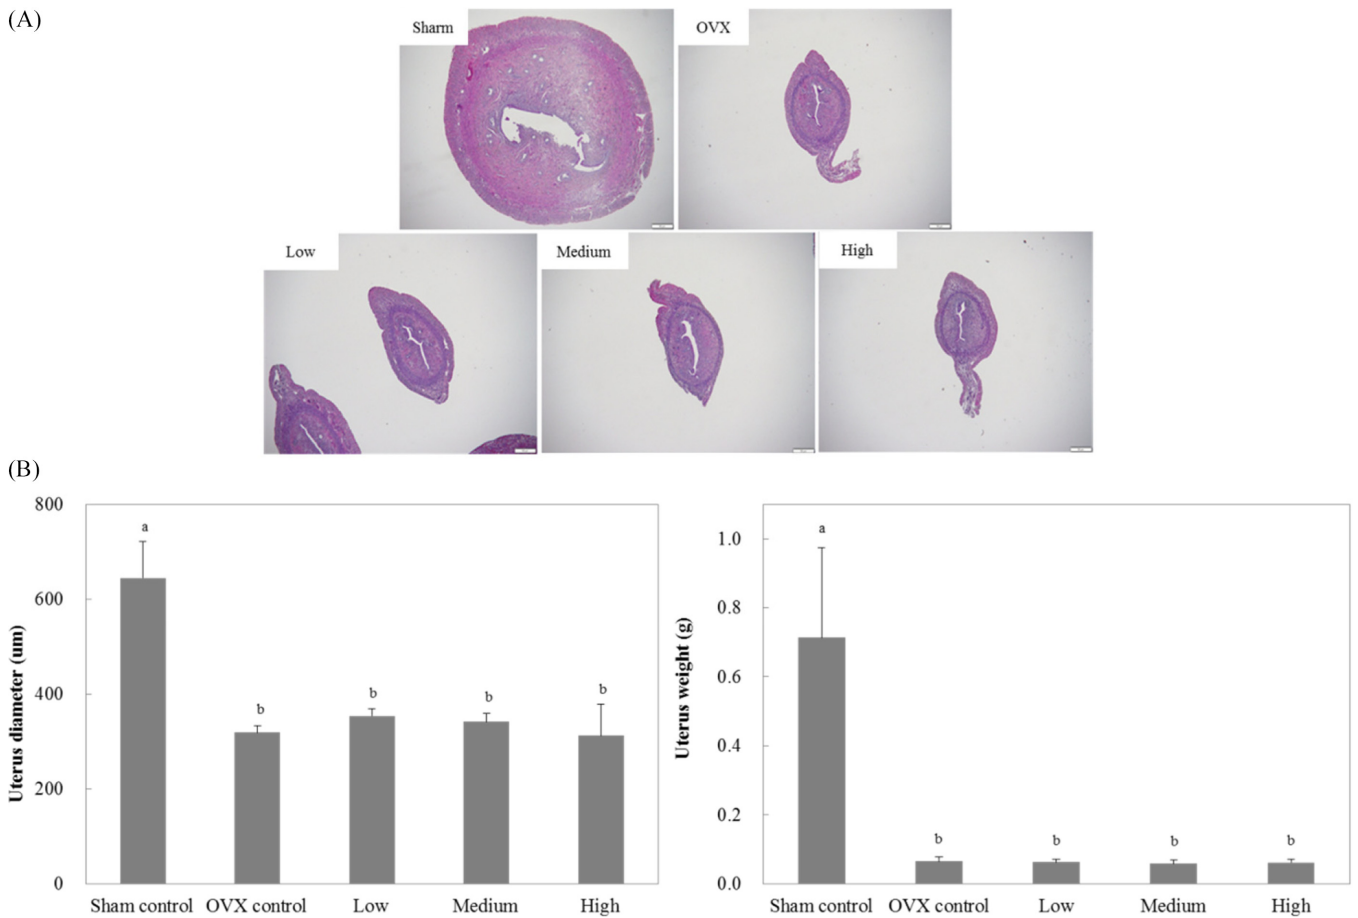 (A)
Sharm
OVX
Low
Medium
High
(B)
800
600
400
200
0
Uterus diameter (um)
a
b
b
b
b
Sham control
OVX control
Low
Medium
High
1.0
0.8
0.6
0.4
0.2
0.0
Uterus weight (g)
a
b
b
b
b
Sham control
OVX control
Low
Medium
High